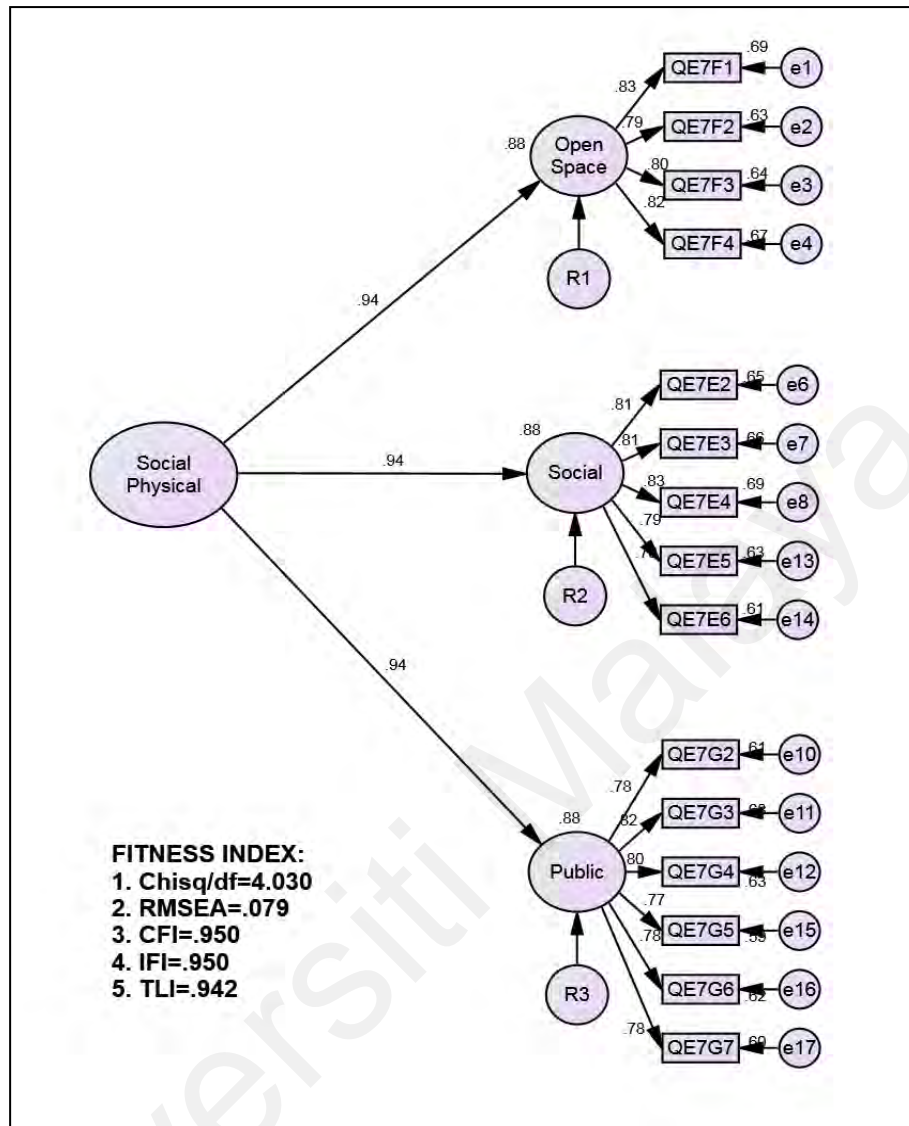 .69
QE7F1
e1
.83
.63
QE7F2
e2
.79
.88
Open
Space
.80
.64
QE7F3
e3
.82
.67
QE7F4
e4
R1
.94
.65
QE7E2
e6
.81
.88
.81
.66
QE7E3
e7
Social
Physical
.94
Social
.83
.69
QE7E4
e8
.79
.63
QE7E5
e13
R2
.61
QE7E6
e14
.94
.61
QE7G2
e10
.78
.88
.82
QE7G3
e11
FITNESS INDEX:
1. Chisq/df=4.030
2. RMSEA=.079
3. CFI=.950
4. IFI=.950
5. TLI=.942
Public
.80
QE7G4
e12
.63
.77
QE7G5
.59
e15
.78
QE7G6
e16
.62
R3
.78
QE7G7
e17